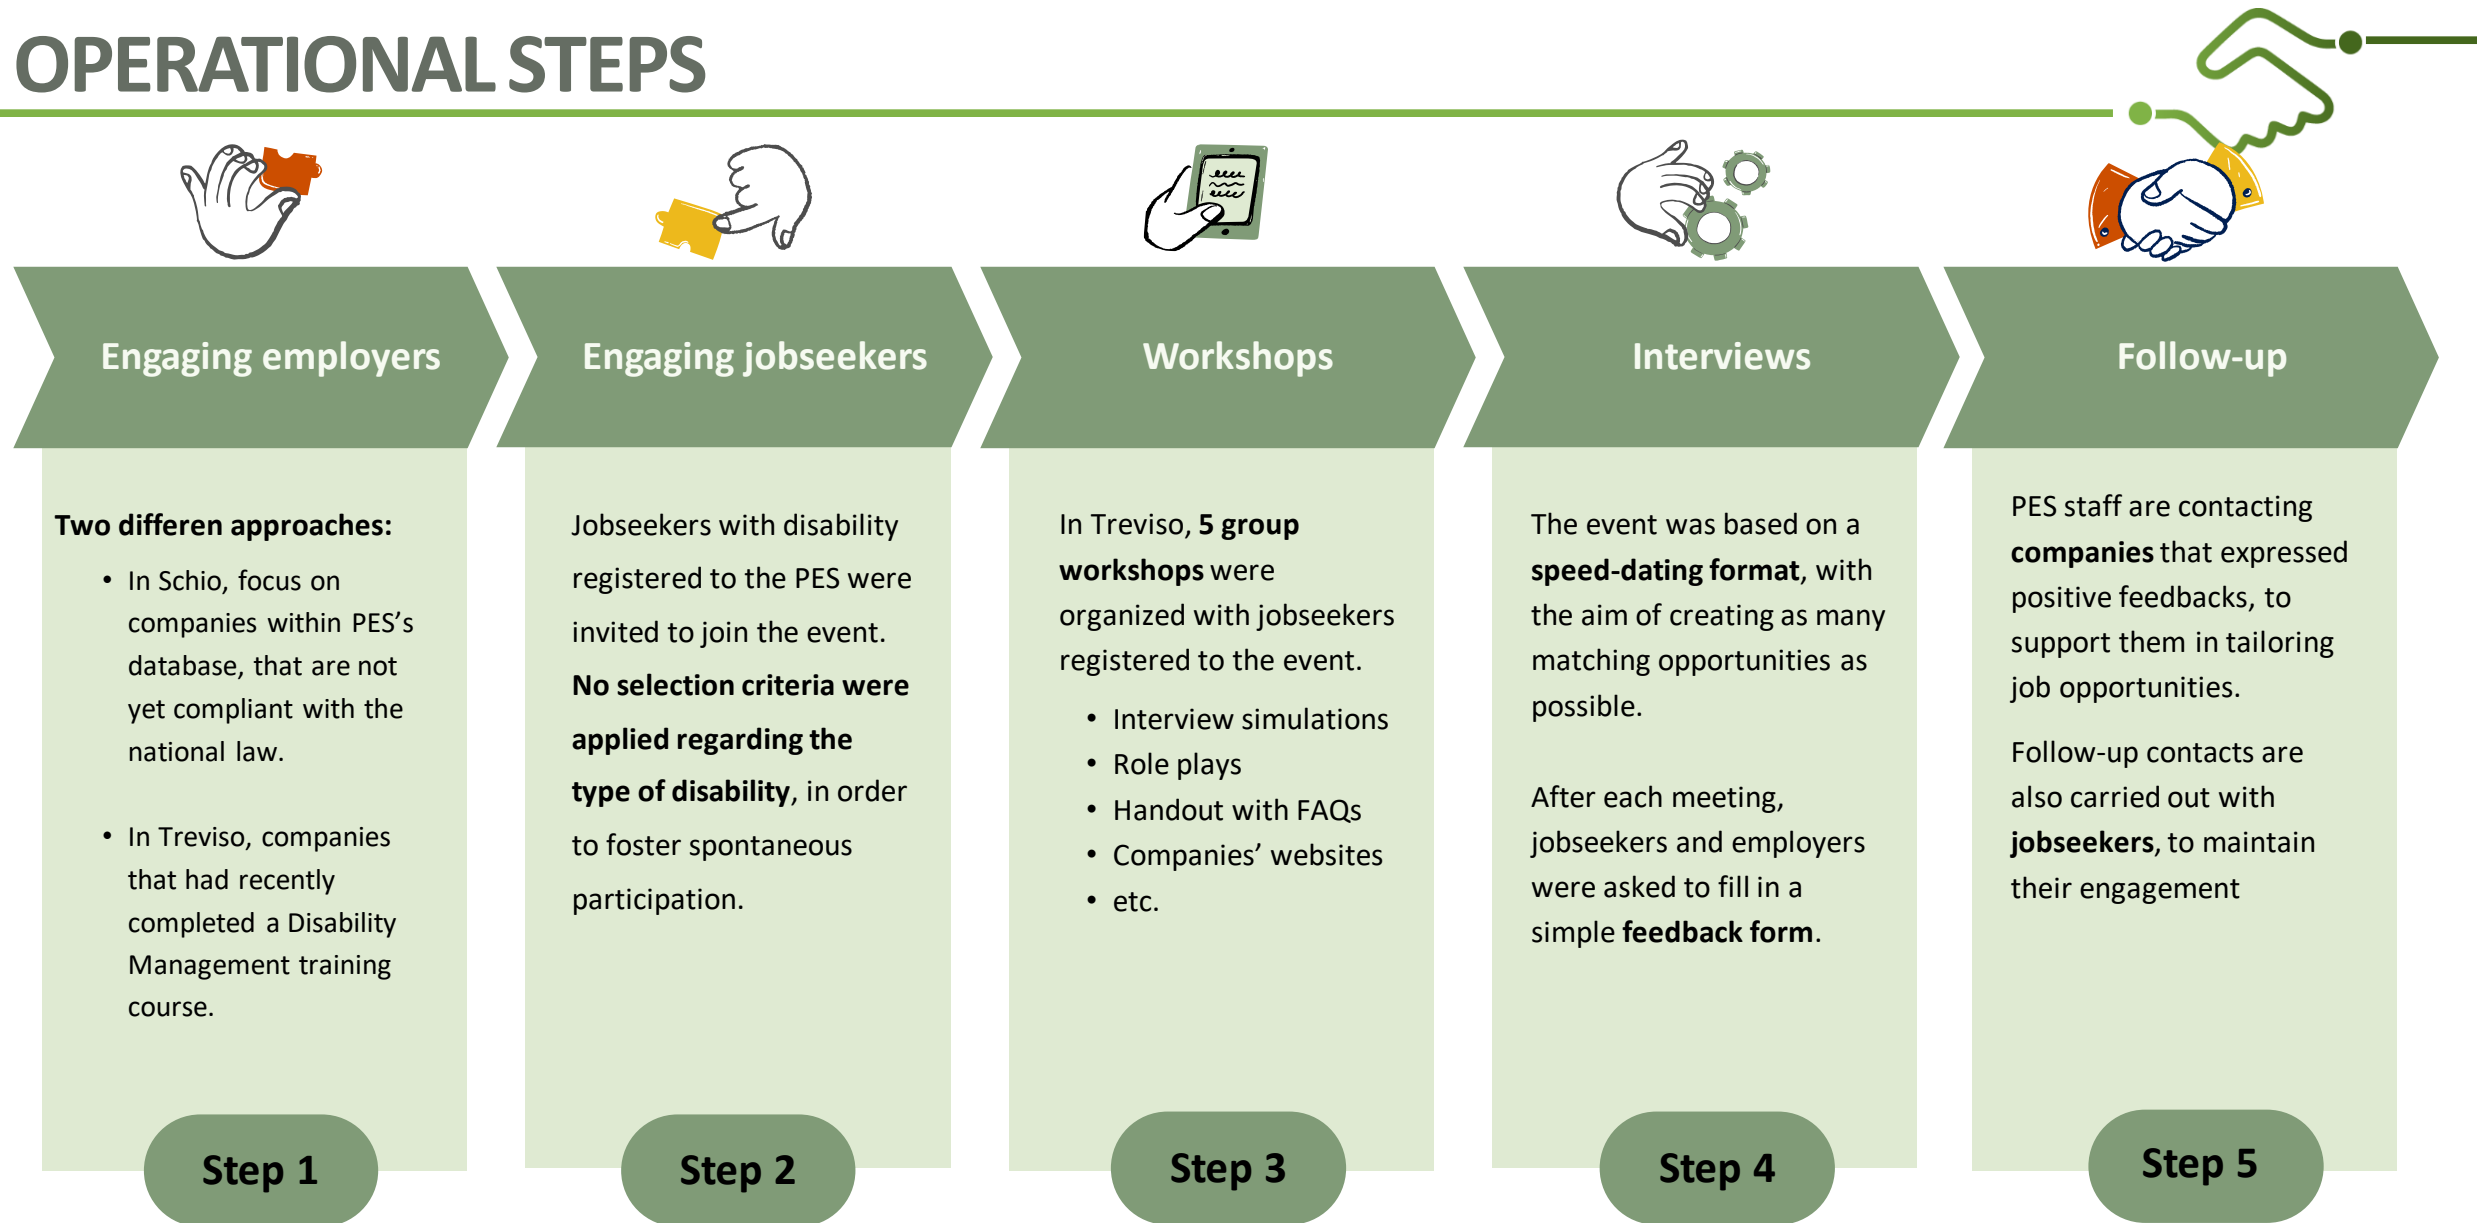 OPERATIONAL STEPS
Engaging employers
Two differen approaches:
• In Schio, focus on
companies within PES’s
database, that are not
yet compliant with the
national law.
• In Treviso, companies
that had recently
completed a Disability
Management training
course.
Step 1
Engaging jobseekers
Jobseekers with disability
registered to the PES were
invited to join the event.
No selection criteria were
applied regarding the
type of disability, in order
to foster spontaneous
participation.
Step 2
Workshops
In Treviso, 5 group
workshops were
organized with jobseekers
registered to the event.
• Interview simulations
• Role plays
• Handout with FAQs
• Companies’ websites
• etc.
Step 3
Interviews
The event was based on a
speed-dating format, with
the aim of creating as many
matching opportunities as
possible.
After each meeting,
jobseekers and employers
were asked to fill in a
simple feedback form.
Step 4
Follow-up
PES staff are contacting
companies that expressed
positive feedbacks, to
support them in tailoring
job opportunities.
Follow-up contacts are
also carried out with
jobseekers, to maintain
their engagement
Step 5